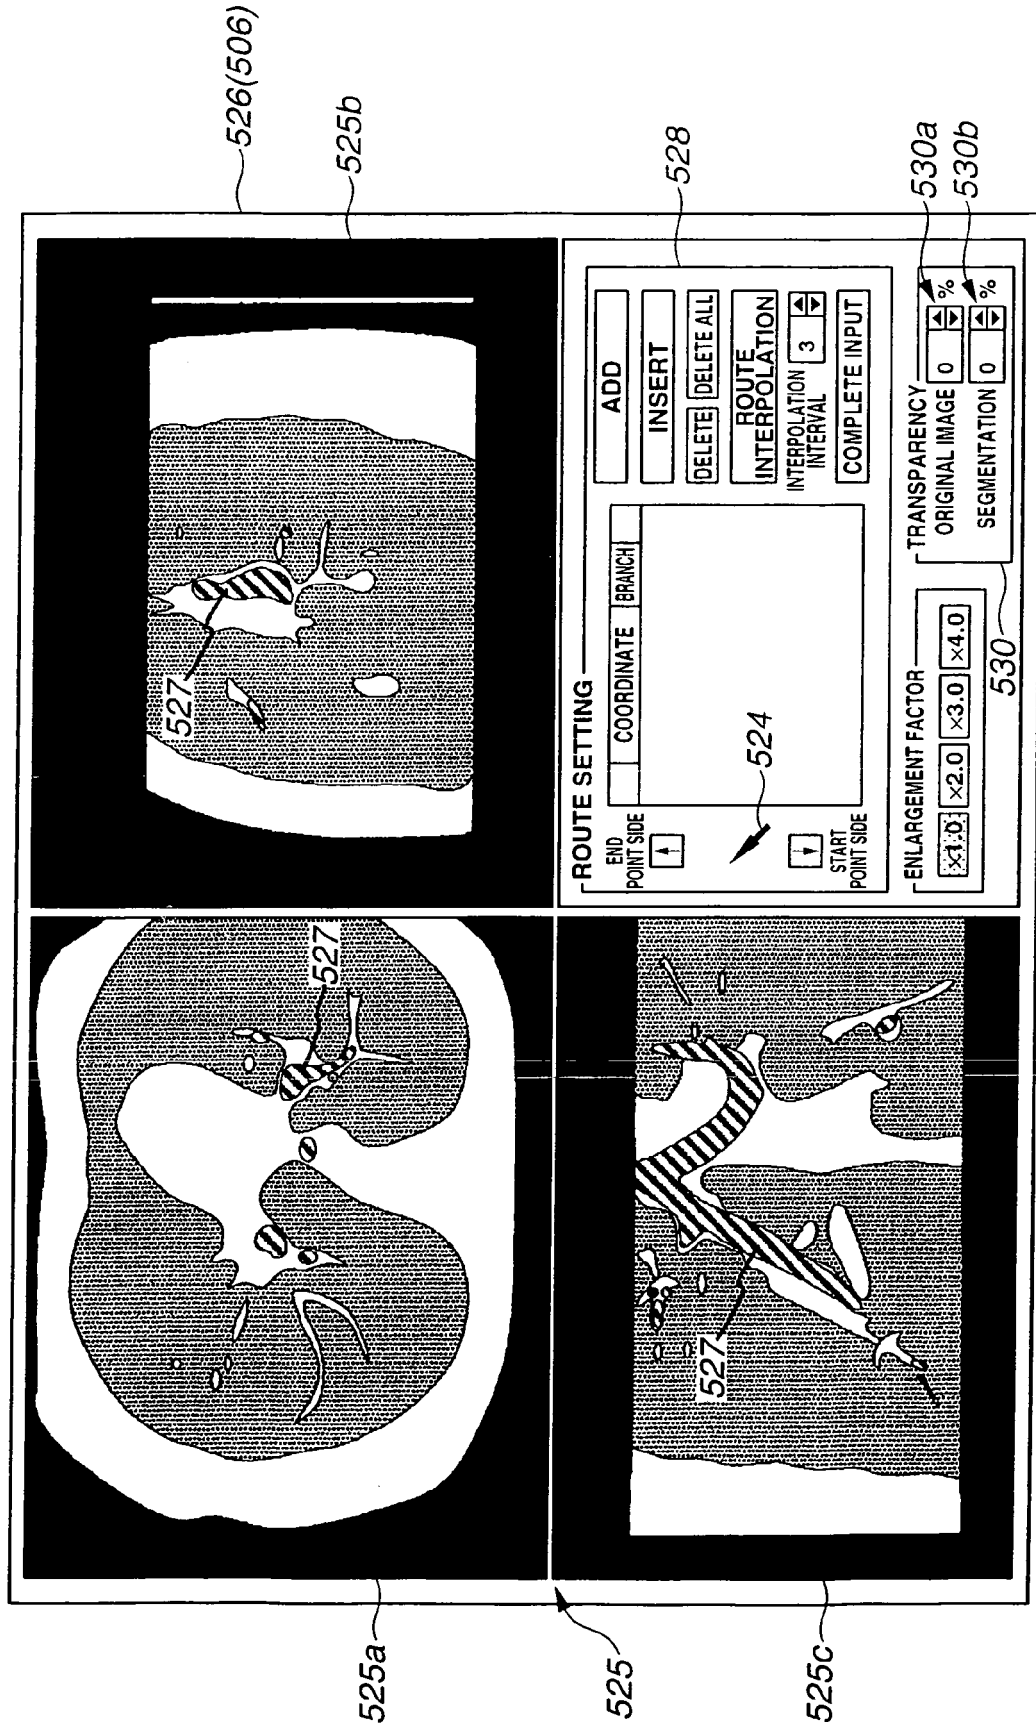 526(506)
525b
528
530a
530b
525a
525
525c
527
527
527
ROUTE SETTING
END
POINT SIDE
START
POINT SIDE
524
COORDINATE BRANCH
ADD
INSERT
DELETE DELETE ALL
ROUTE
INTERPOLATION
INTERPOLATION
INTERVAL
3
COMPLETE INPUT
ENLARGEMENT FACTOR
×1.0 ×2.0 ×3.0 ×4.0
530
TRANSPARENCY
ORIGINAL IMAGE 0 %
SEGMENTATION 0 %